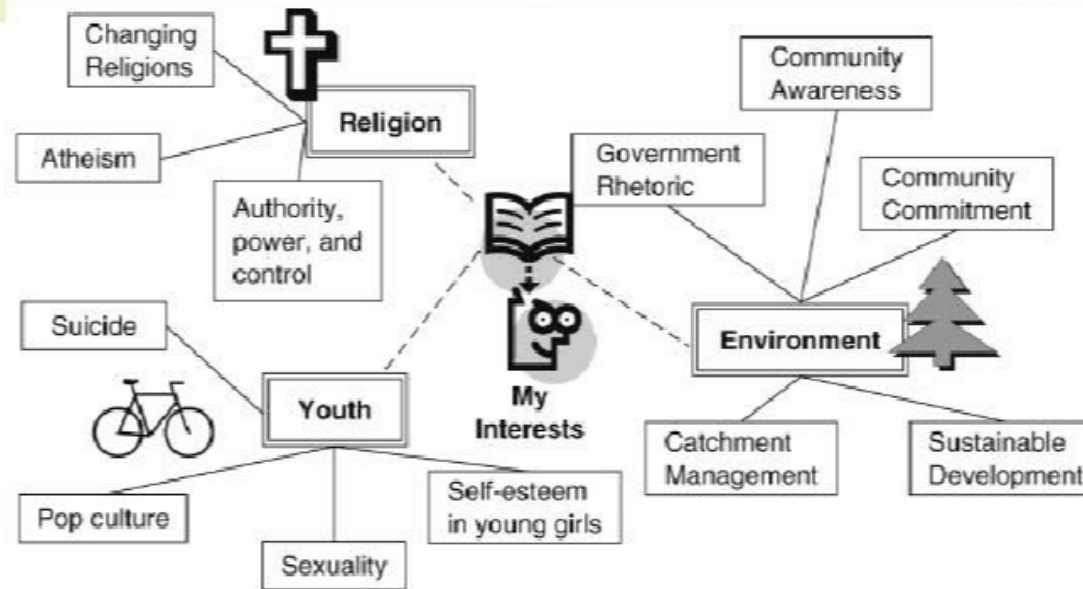 Changing
Religions
Religion
Atheism
Authority,
power, and
control
Community
Awareness
Government
Rhetoric
Community
Commitment
Environment
Catchment
Management
Sustainable
Development
My
Interests
Suicide
Youth
Pop culture
Sexuality
Self-esteem
in young girls